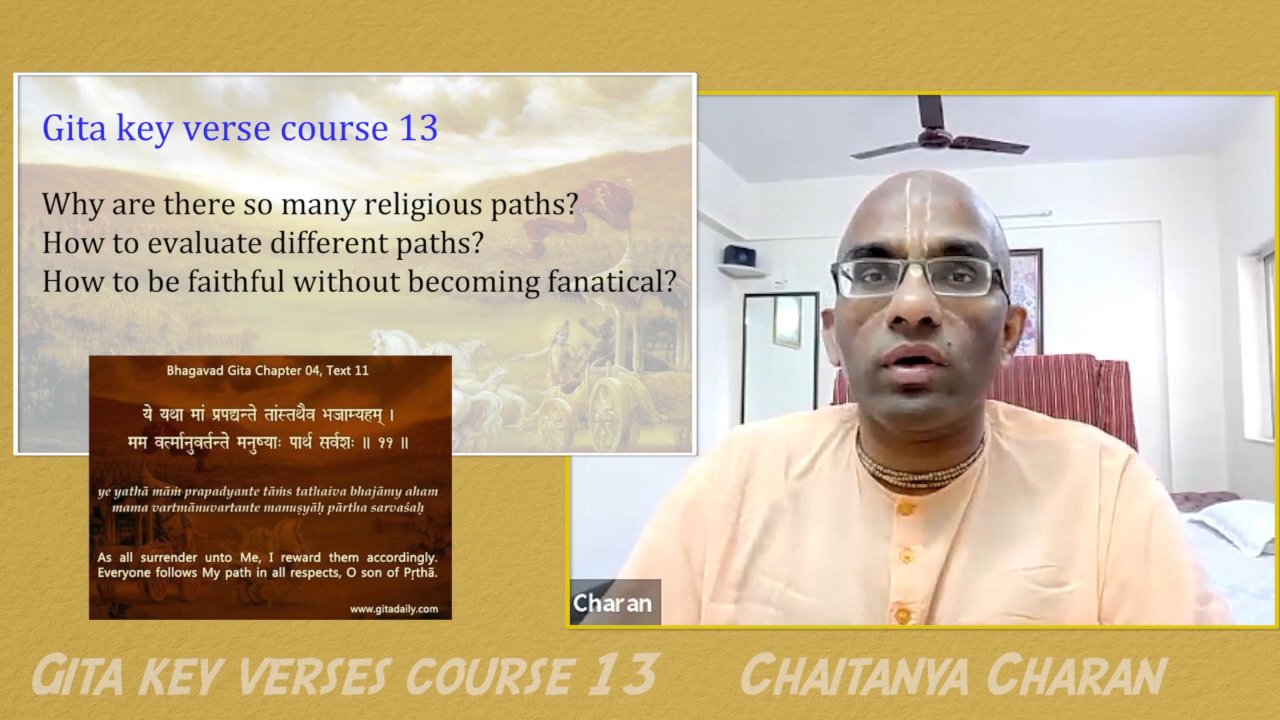 Gita key verse course 13
Why are there so many religious paths?
How to evaluate different paths?
How to be faithful without becoming fanatical?
Bhagavad Gita Chapter 04, Text 11
ये यथा मां प्रपद्यन्ते तांस्तथैव भजाम्यहम् ।
मम वर्त्मानुवर्तन्ते मनुष्याः पार्थ सर्वशः ॥ ११ ॥
ye yathā māṁ prapadyante tāṁs tathaiva bhajāmy aham
mama vartmānuvartante manuṣyāḥ pārtha sarvaśaḥ
As all surrender unto Me, I reward them accordingly.
Everyone follows My path in all respects, O son of Pṛthā.
www.gitadaily.com
Charan
GITA KEY VERSES COURSE 13
CHAITANYA CHARAN